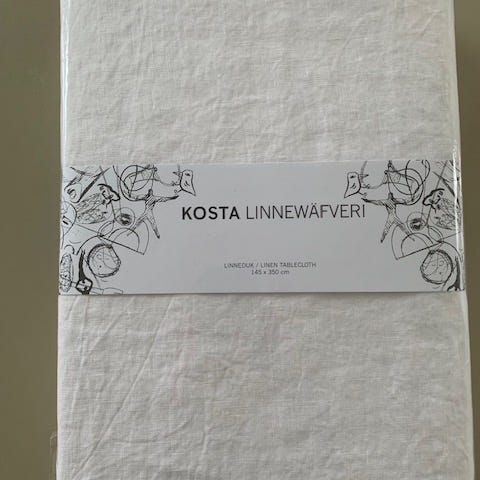 KOSTA LINNEWÄFVERI
LINNEDUK / LINEN TABLECLOTH
145 x 350 cm